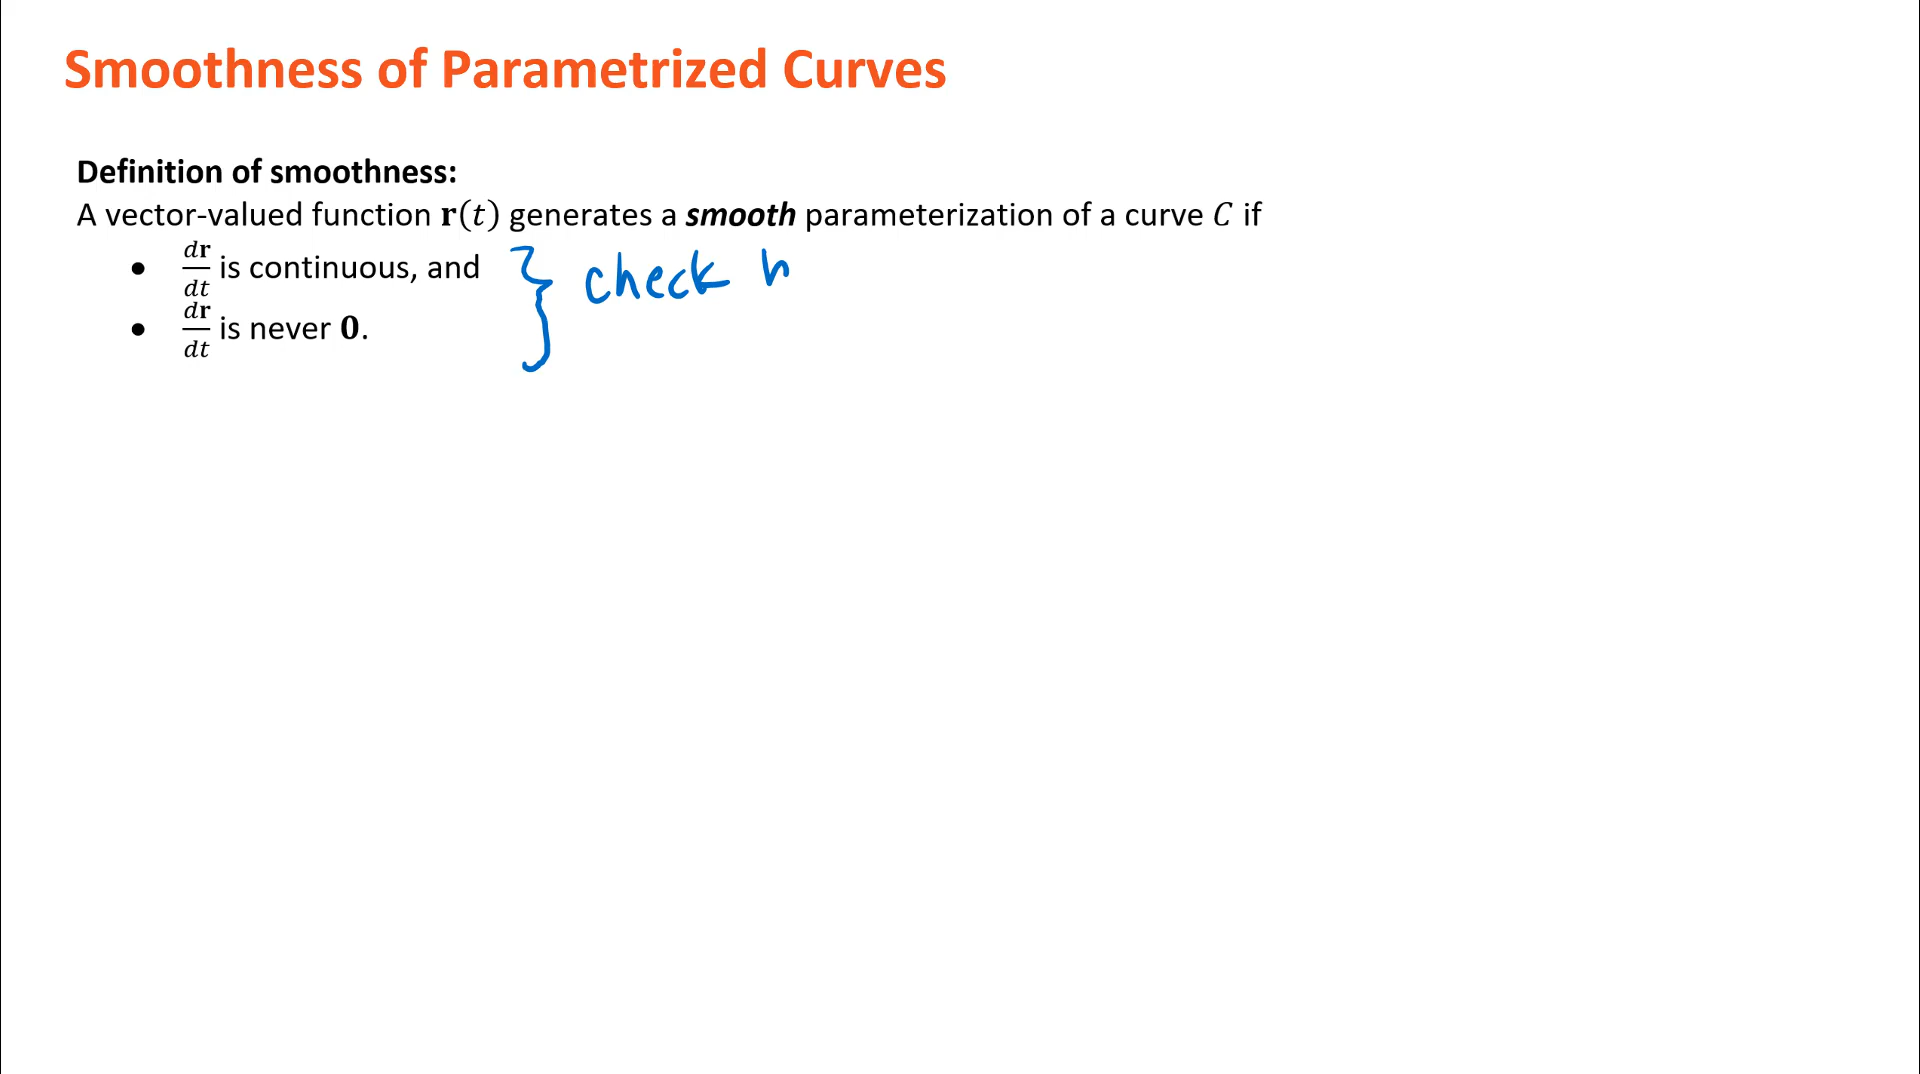 Smoothness of Parametrized Curves
Definition of smoothness:
A vector-valued function r(t) generates a smooth parameterization of a curve C if
• dr/dt is continuous, and
• dr/dt is never 0.
} check